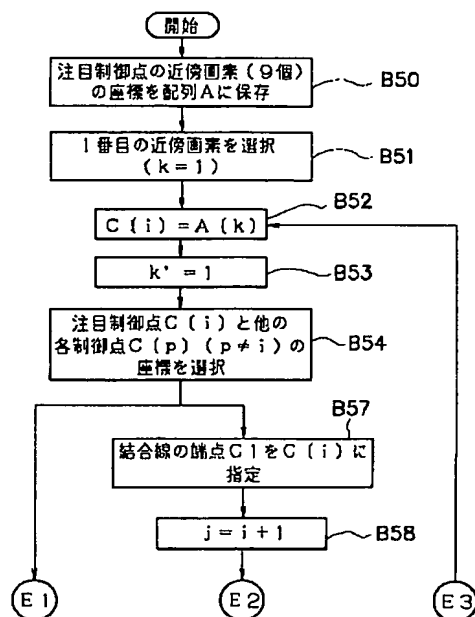 開始
注目制御点の近傍画素(9個)
の座標を配列Aに保存
B50
1番目の近傍画素を選択
(k=1)
B51
C(i)=A(k)
B52
k'=1
B53
注目制御点C(i)と他の
各制御点C(p)(p≠i)の
座標を選択
B54
B57
結合線の端点C1をC(i)に
指定
j=i+1
B58
E1
E2
E3